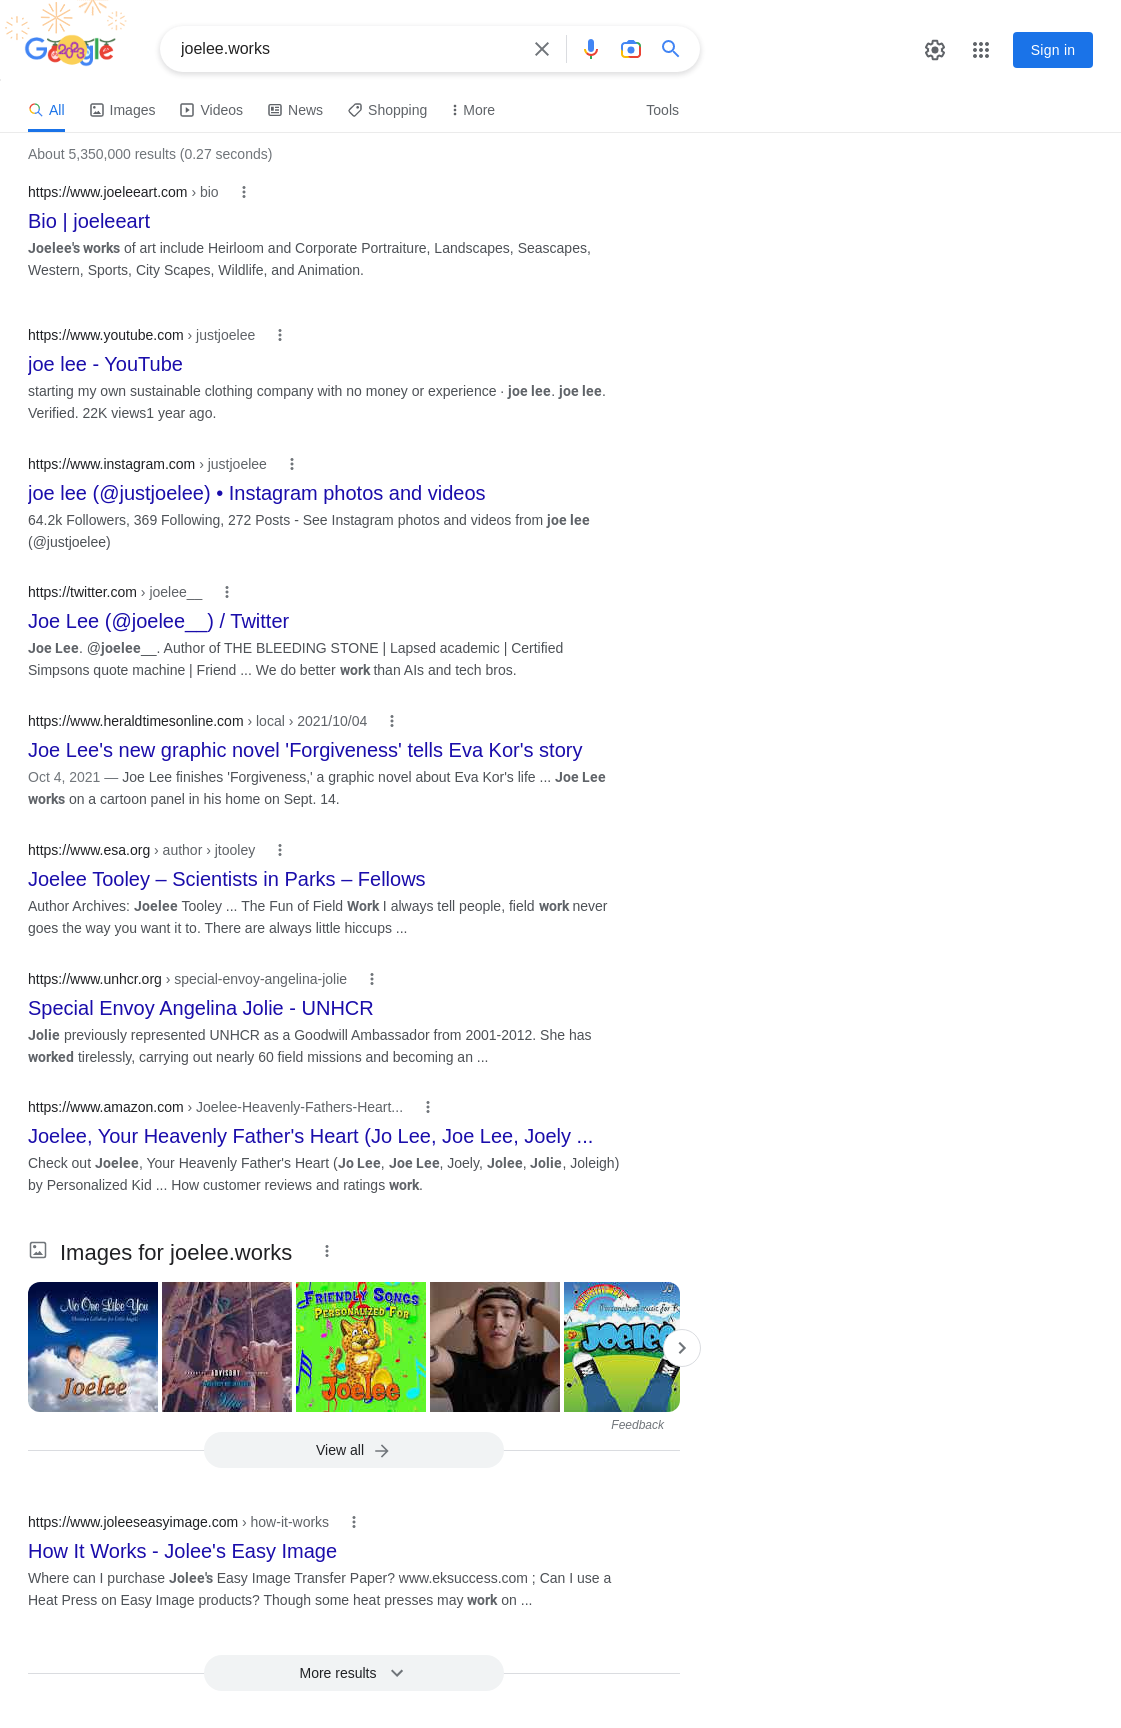 Google
joelee.works
Sign in
All
Images
Videos
News
Shopping
More
Tools
About 5,350,000 results (0.27 seconds)
https://www.joeleeart.com › bio
Bio | joeleeart
Joelee's works of art include Heirloom and Corporate Portraiture, Landscapes, Seascapes,
Western, Sports, City Scapes, Wildlife, and Animation.
https://www.youtube.com › justjoelee
joe lee - YouTube
starting my own sustainable clothing company with no money or experience · joe lee. joe lee.
Verified. 22K views1 year ago.
https://www.instagram.com › justjoelee
joe lee (@justjoelee) • Instagram photos and videos
64.2k Followers, 369 Following, 272 Posts - See Instagram photos and videos from joe lee
(@justjoelee)
https://twitter.com › joelee__
Joe Lee (@joelee__) / Twitter
Joe Lee. @joelee__. Author of THE BLEEDING STONE | Lapsed academic | Certified
Simpsons quote machine | Friend ... We do better work than AIs and tech bros.
https://www.heraldtimesonline.com › local › 2021/10/04
Joe Lee's new graphic novel 'Forgiveness' tells Eva Kor's story
Oct 4, 2021 — Joe Lee finishes 'Forgiveness,' a graphic novel about Eva Kor's life ... Joe Lee
works on a cartoon panel in his home on Sept. 14.
https://www.esa.org › author › jtooley
Joelee Tooley – Scientists in Parks – Fellows
Author Archives: Joelee Tooley ... The Fun of Field Work I always tell people, field work never
goes the way you want it to. There are always little hiccups ...
https://www.unhcr.org › special-envoy-angelina-jolie
Special Envoy Angelina Jolie - UNHCR
Jolie previously represented UNHCR as a Goodwill Ambassador from 2001-2012. She has
worked tirelessly, carrying out nearly 60 field missions and becoming an ...
https://www.amazon.com › Joelee-Heavenly-Fathers-Heart...
Joelee, Your Heavenly Father's Heart (Jo Lee, Joe Lee, Joely ...
Check out Joelee, Your Heavenly Father's Heart (Jo Lee, Joe Lee, Joely, Jolee, Jolie, Joleigh)
by Personalized Kid ... How customer reviews and ratings work.
Images for joelee.works
No One Like You
Joelee
ADVISORY
FRIENDLY SONGS
PERSONALIZED FOR
Joelee
Personalized music for K
JOELEE
Feedback
View all
https://www.joleeseasyimage.com › how-it-works
How It Works - Jolee's Easy Image
Where can I purchase Jolee's Easy Image Transfer Paper? www.eksuccess.com ; Can I use a
Heat Press on Easy Image products? Though some heat presses may work on ...
More results